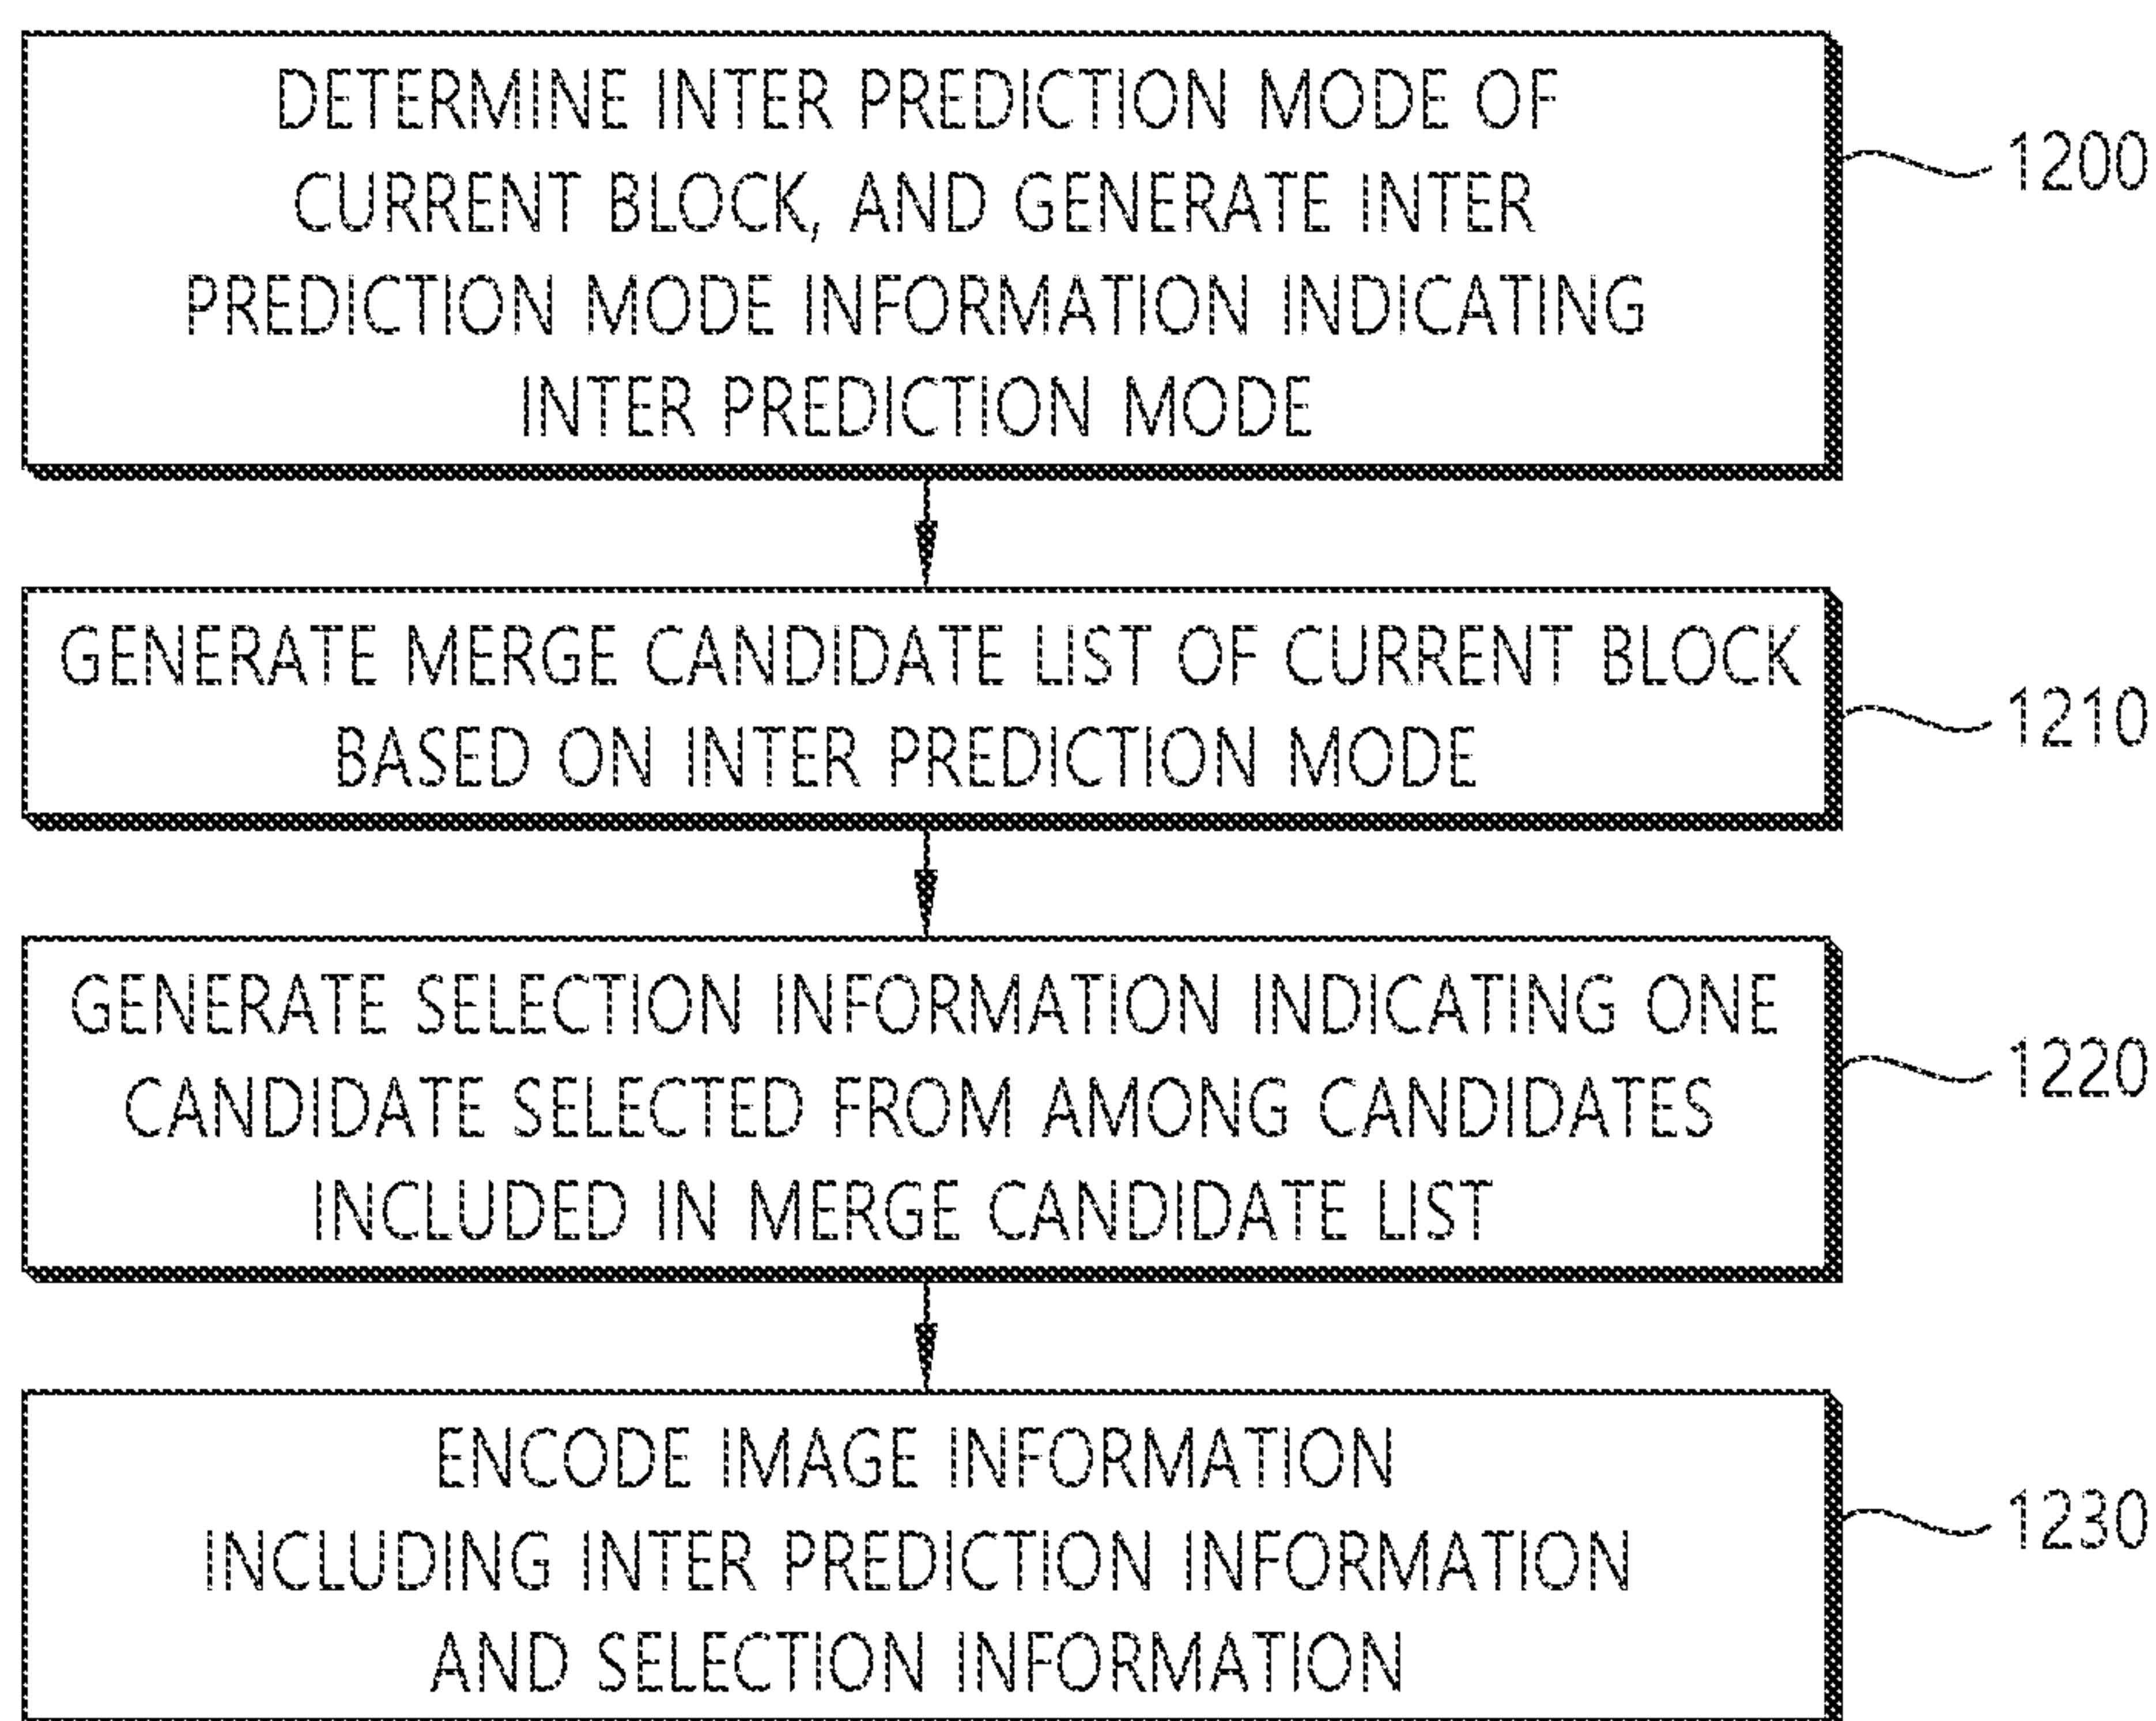 DETERMINE INTER PREDICTION MODE OF
CURRENT BLOCK, AND GENERATE INTER
PREDICTION MODE INFORMATION INDICATING
INTER PREDICTION MODE
1200
GENERATE MERGE CANDIDATE LIST OF CURRENT BLOCK
BASED ON INTER PREDICTION MODE
1210
GENERATE SELECTION INFORMATION INDICATING ONE
CANDIDATE SELECTED FROM AMONG CANDIDATES
INCLUDED IN MERGE CANDIDATE LIST
1220
ENCODE IMAGE INFORMATION
INCLUDING INTER PREDICTION INFORMATION
AND SELECTION INFORMATION
1230